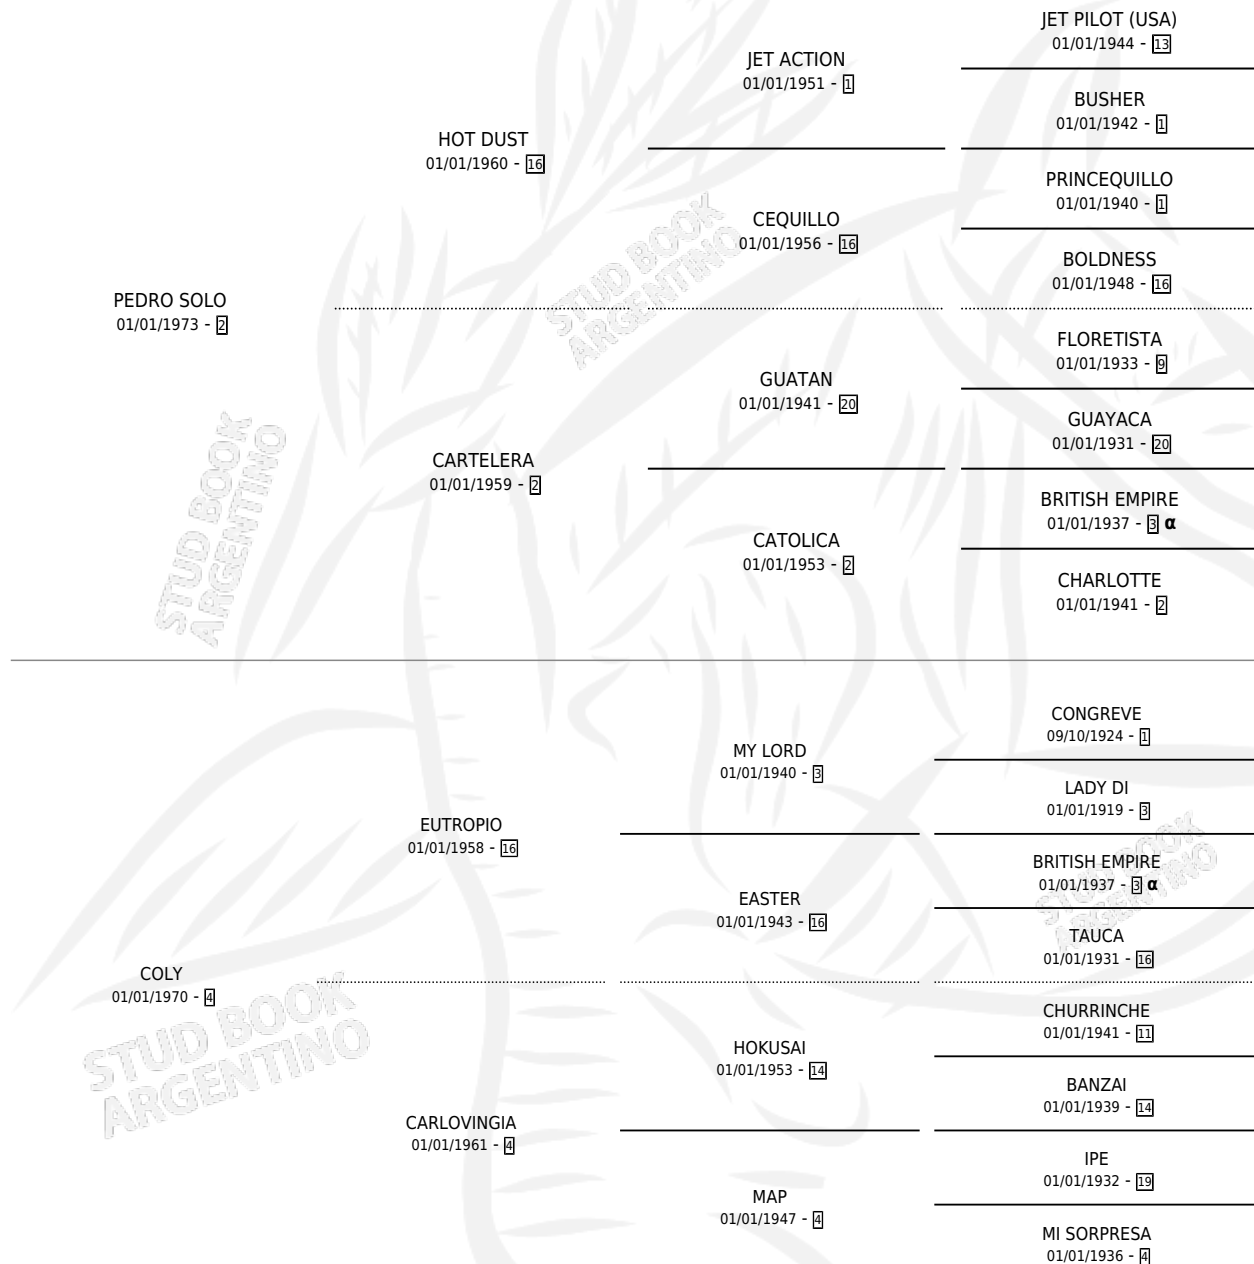 JET PILOT (USA)
01/01/1944 - 13
JET ACTION
01/01/1951 - 1
BUSHER
01/01/1942 - 1
HOT DUST
01/01/1960 - 16
PRINCEQUILLO
01/01/1940 - 1
CEQUILLO
01/01/1956 - 16
BOLDNESS
01/01/1948 - 16
PEDRO SOLO
01/01/1973 - 2
FLORETISTA
01/01/1933 - 9
GUATAN
01/01/1941 - 20
GUAYACA
01/01/1931 - 20
CARTELERA
01/01/1959 - 2
BRITISH EMPIRE
01/01/1937 - 3 α
CATOLICA
01/01/1953 - 2
CHARLOTTE
01/01/1941 - 2
CONGREVE
09/10/1924 - 1
MY LORD
01/01/1940 - 3
LADY DI
01/01/1919 - 3
EUTROPIO
01/01/1958 - 16
BRITISH EMPIRE
01/01/1937 - 3 α
EASTER
01/01/1943 - 16
TAUCA
01/01/1931 - 16
COLY
01/01/1970 - 4
CHURRINCHE
01/01/1941 - 11
HOKUSAI
01/01/1953 - 14
BANZAI
01/01/1939 - 14
CARLOVINGIA
01/01/1961 - 4
IPE
01/01/1932 - 19
MAP
01/01/1947 - 4
MI SORPRESA
01/01/1936 - 4
STUD BOOK
ARGENTINO
STUD BOOK
ARGENTINO
STUD BOOK
ARGENTINO
STUD BOOK
ARGENTINO